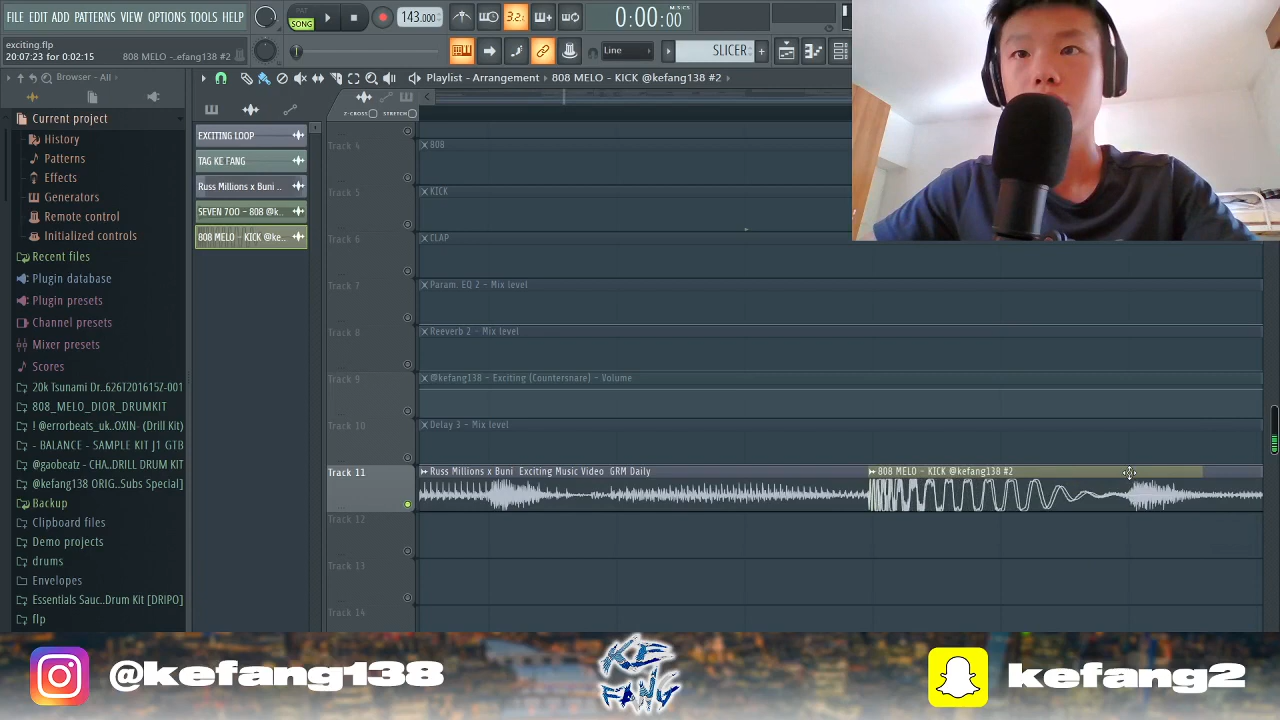 FILE EDIT ADD PATTERNS VIEW OPTIONS TOOLS HELP
PAT
SONG
143.000
3.2:
0:00:00
M:S:CS
exciting.flp
20:07:23 for 0:02:15
808 MELO - ..efang138 #2
Line
SLICER
Browser - All
Playlist - Arrangement
808 MELO - KICK @kefang138 #2
Z-CROSS
STRETCH
Current project
History
Patterns
Effects
Generators
Remote control
Initialized controls
Recent files
Plugin database
Plugin presets
Channel presets
Mixer presets
Scores
20k Tsunami Dr..626T201615Z-001
808_MELO_DIOR_DRUMKIT
! @errorbeats_uk..OXIN- (Drill Kit)
- BALANCE - SAMPLE KIT J1 GTB
@gaobeatz - CHA..DRILL DRUM KIT
@kefang138 ORIG..Subs Special]
Backup
Clipboard files
Demo projects
drums
Envelopes
Essentials Sauc..Drum Kit [DRIPO]
flp
EXCITING LOOP
TAG KE FANG
Russ Millions x Buni ..
SEVEN 700 - 808 @k..
808 MELO - KICK @ke..
Track 4
808
Track 5
KICK
Track 6
CLAP
Track 7
Param. EQ 2 - Mix level
Track 8
Reeverb 2 - Mix level
Track 9
@kefang138 - Exciting (Countersnare) - Volume
Track 10
Delay 3 - Mix level
Track 11
Russ Millions x Buni Exciting Music Video GRM Daily
808 MELO - KICK @kefang138 #2
Track 12
Track 13
Track 14
@kefang138
KE
FANG
kefang2